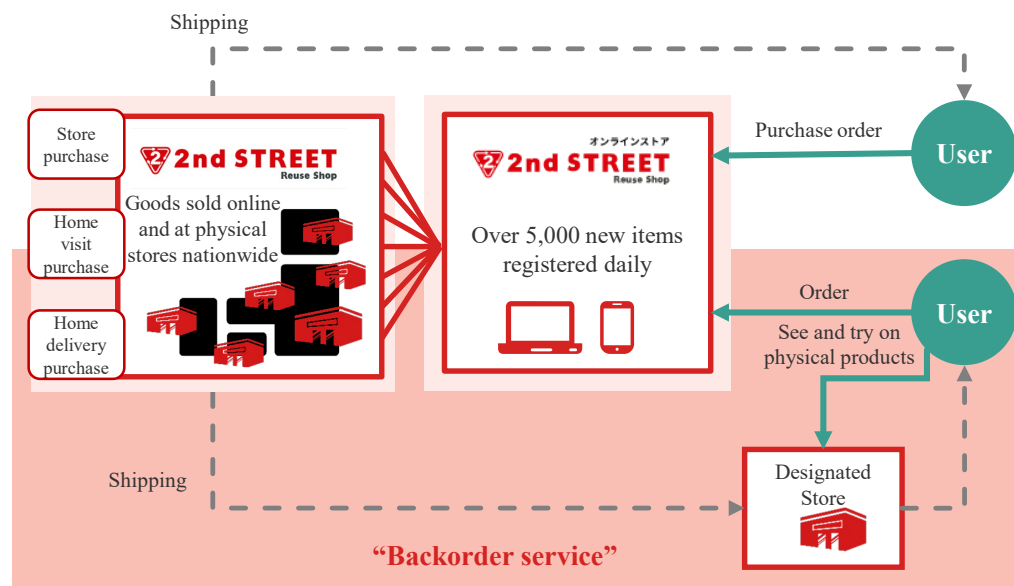 Shipping
Store
purchase
Home
visit
purchase
Home
delivery
purchase
2 2nd STREET
Reuse Shop
Goods sold online
and at physical
stores nationwide
オンラインストア
2 2nd STREET
Reuse Shop
Over 5,000 new items
registered daily
Purchase order
User
Order
See and try on
physical products
User
Shipping
Designated
Store
“Backorder service”